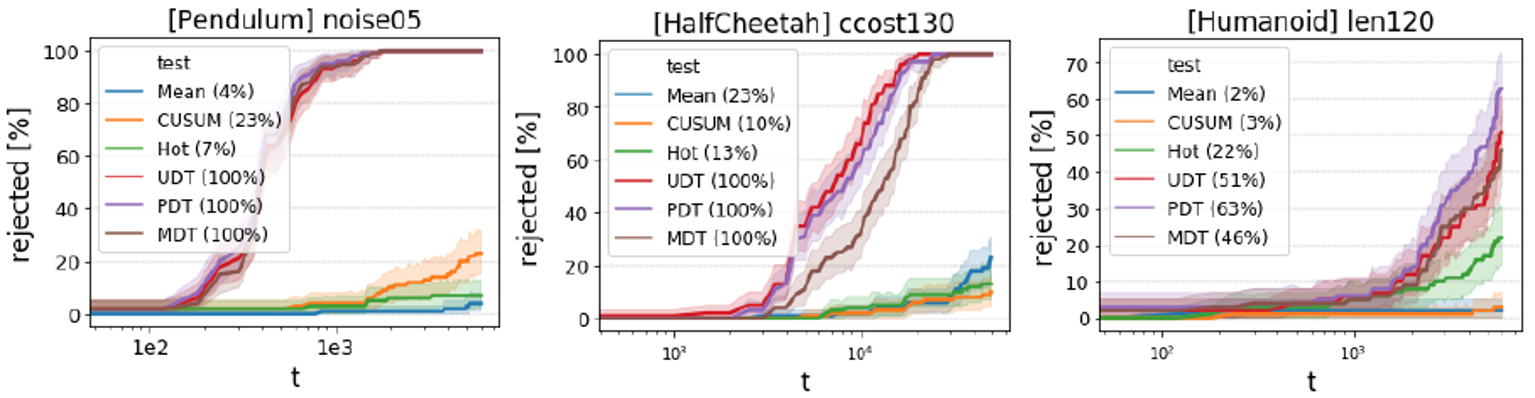 [Pendulum] noise05
rejected [%]
100
80
60
40
20
0
test
Mean (4%)
CUSUM (23%)
Hot (7%)
UDT (100%)
PDT (100%)
MDT (100%)
1e2
1e3
t
[HalfCheetah] ccost130
rejected [%]
100
80
60
40
20
0
test
Mean (23%)
CUSUM (10%)
Hot (13%)
UDT (100%)
PDT (100%)
MDT (100%)
10³
10⁴
t
[Humanoid] len120
rejected [%]
70
60
50
40
30
20
10
0
test
Mean (2%)
CUSUM (3%)
Hot (22%)
UDT (51%)
PDT (63%)
MDT (46%)
10²
10³
t